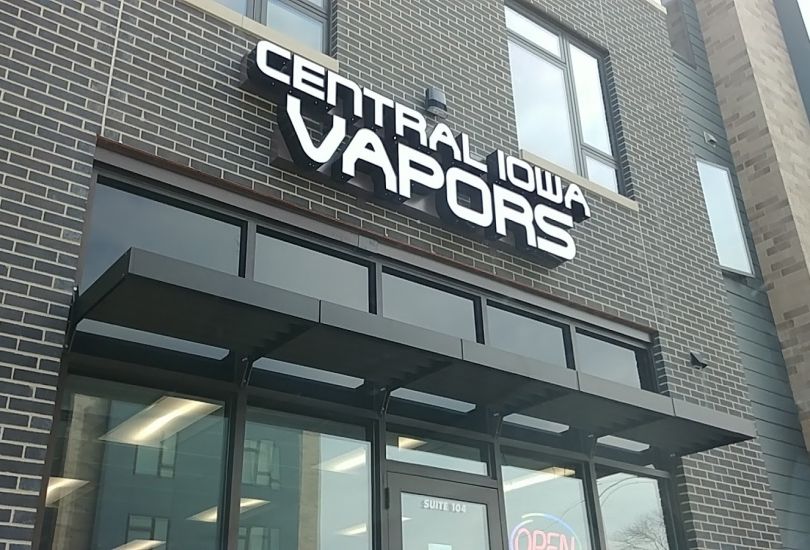 CENTRAL IOWA
VAPORS
SUITE 104
OPEN